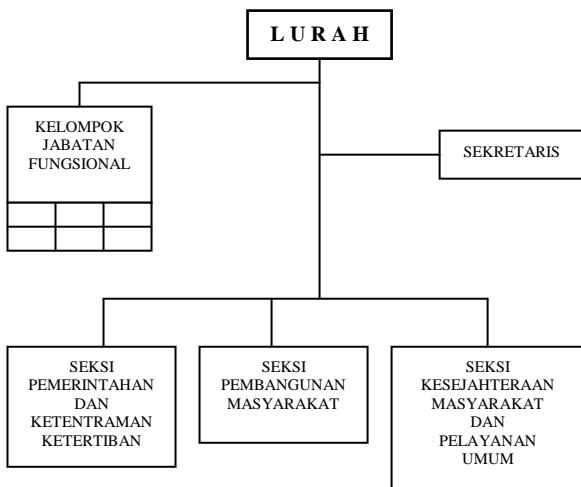 L U R A H
KELOMPOK
JABATAN
FUNGSIONAL
SEKRETARIS
SEKSI
PEMERINTAHAN
DAN
KETENTRAMAN
KETERTIBAN
SEKSI
PEMBANGUNAN
MASYARAKAT
SEKSI
KESEJAHTERAAN
MASYARAKAT
DAN
PELAYANAN
UMUM